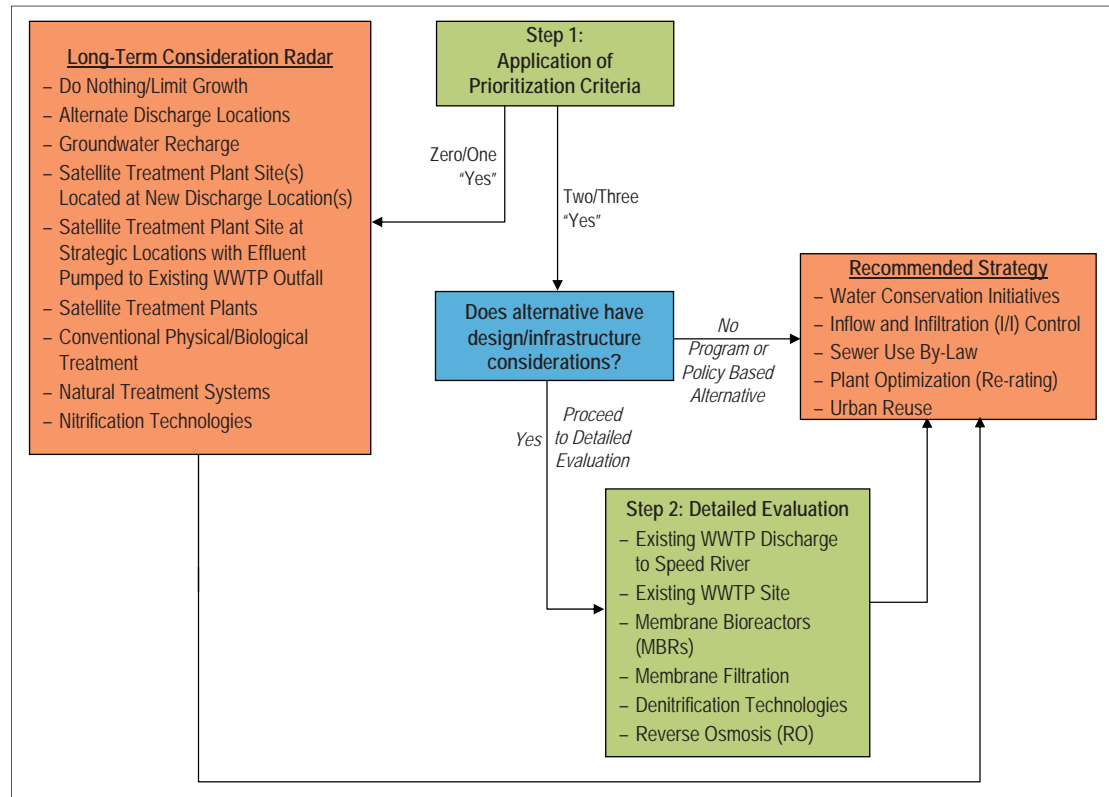 Step 1:
Application of
Prioritization Criteria
Long-Term Consideration Radar
– Do Nothing/Limit Growth
– Alternate Discharge Locations
– Groundwater Recharge
– Satellite Treatment Plant Site(s)
Located at New Discharge Location(s)
– Satellite Treatment Plant Site at
Strategic Locations with Effluent
Pumped to Existing WWTP Outfall
– Satellite Treatment Plants
– Conventional Physical/Biological
Treatment
– Natural Treatment Systems
– Nitrification Technologies
Zero/One
“Yes”
Two/Three
“Yes”
Does alternative have
design/infrastructure
considerations?
No
Program or
Policy Based
Alternative
Recommended Strategy
– Water Conservation Initiatives
– Inflow and Infiltration (I/I) Control
– Sewer Use By-Law
– Plant Optimization (Re-rating)
– Urban Reuse
Yes
Proceed
to Detailed
Evaluation
Step 2: Detailed Evaluation
– Existing WWTP Discharge
to Speed River
– Existing WWTP Site
– Membrane Bioreactors
(MBRs)
– Membrane Filtration
– Denitrification Technologies
– Reverse Osmosis (RO)